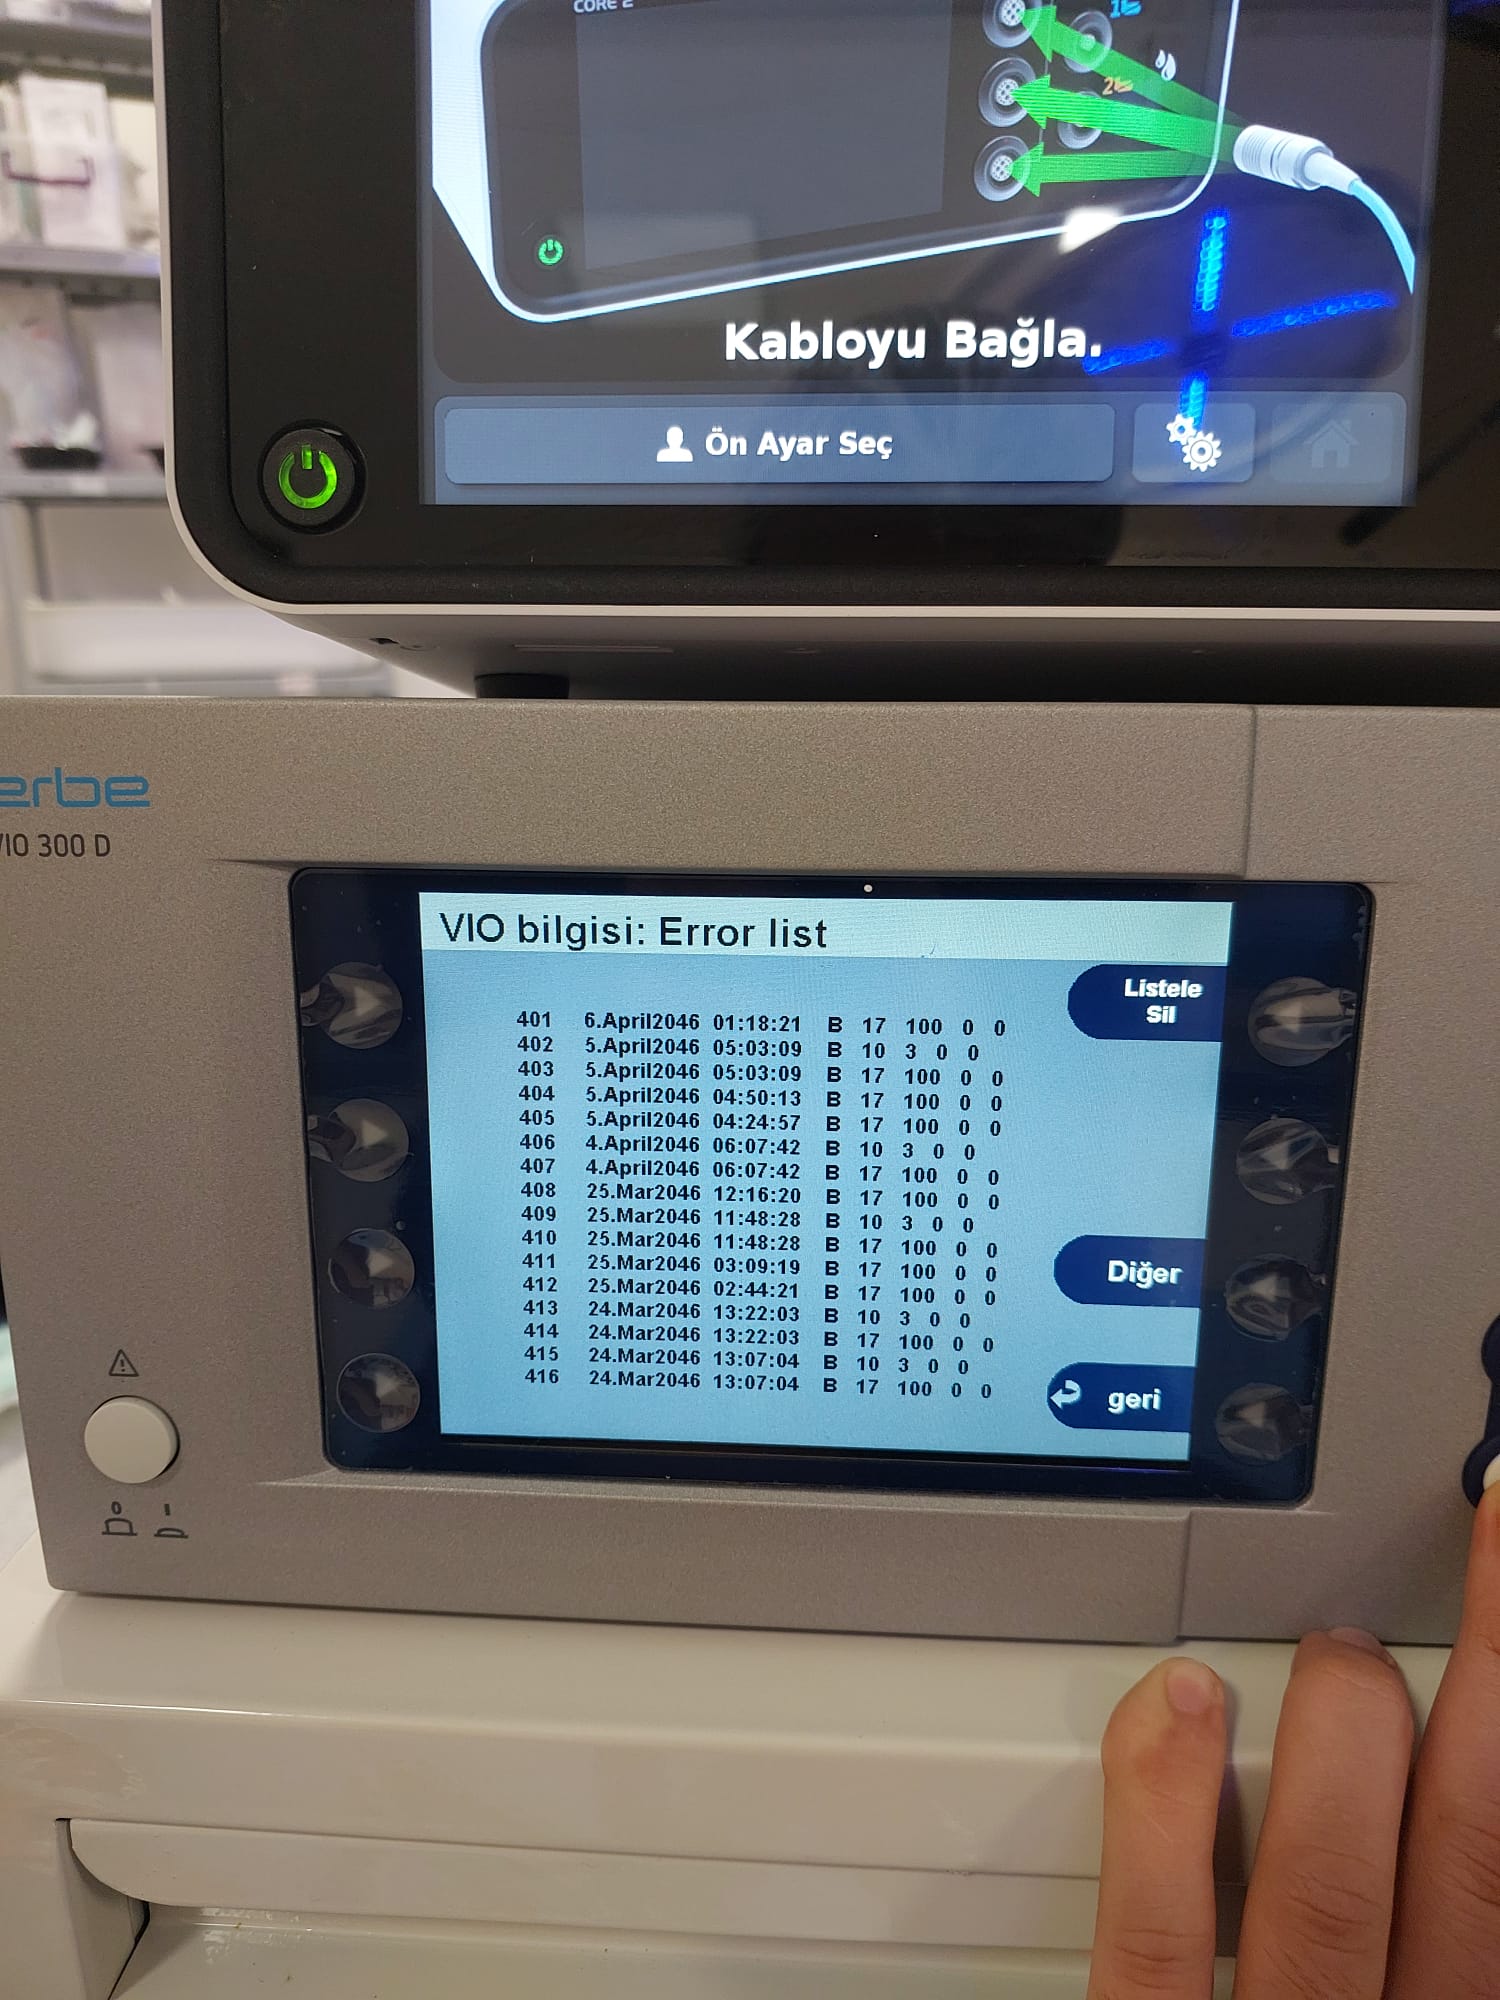 CORE 2
1
2
Kabloyu Bağla.
Ön Ayar Seç
erbe
VIO 300 D
VIO bilgisi: Error list
Listele
Sil
401 6.April2046 01:18:21 B 17 100 0 0
402 5.April2046 05:03:09 B 10 3 0 0
403 5.April2046 05:03:09 B 17 100 0 0
404 5.April2046 04:50:13 B 17 100 0 0
405 5.April2046 04:24:57 B 17 100 0 0
406 4.April2046 06:07:42 B 10 3 0 0
407 4.April2046 06:07:42 B 17 100 0 0
408 25.Mar2046 12:16:20 B 17 100 0 0
409 25.Mar2046 11:48:28 B 10 3 0 0
410 25.Mar2046 11:48:28 B 17 100 0 0
411 25.Mar2046 03:09:19 B 17 100 0 0
412 25.Mar2046 02:44:21 B 17 100 0 0
413 24.Mar2046 13:22:03 B 10 3 0 0
414 24.Mar2046 13:22:03 B 17 100 0 0
415 24.Mar2046 13:07:04 B 10 3 0 0
416 24.Mar2046 13:07:04 B 17 100 0 0
Diğer
geri
0 I